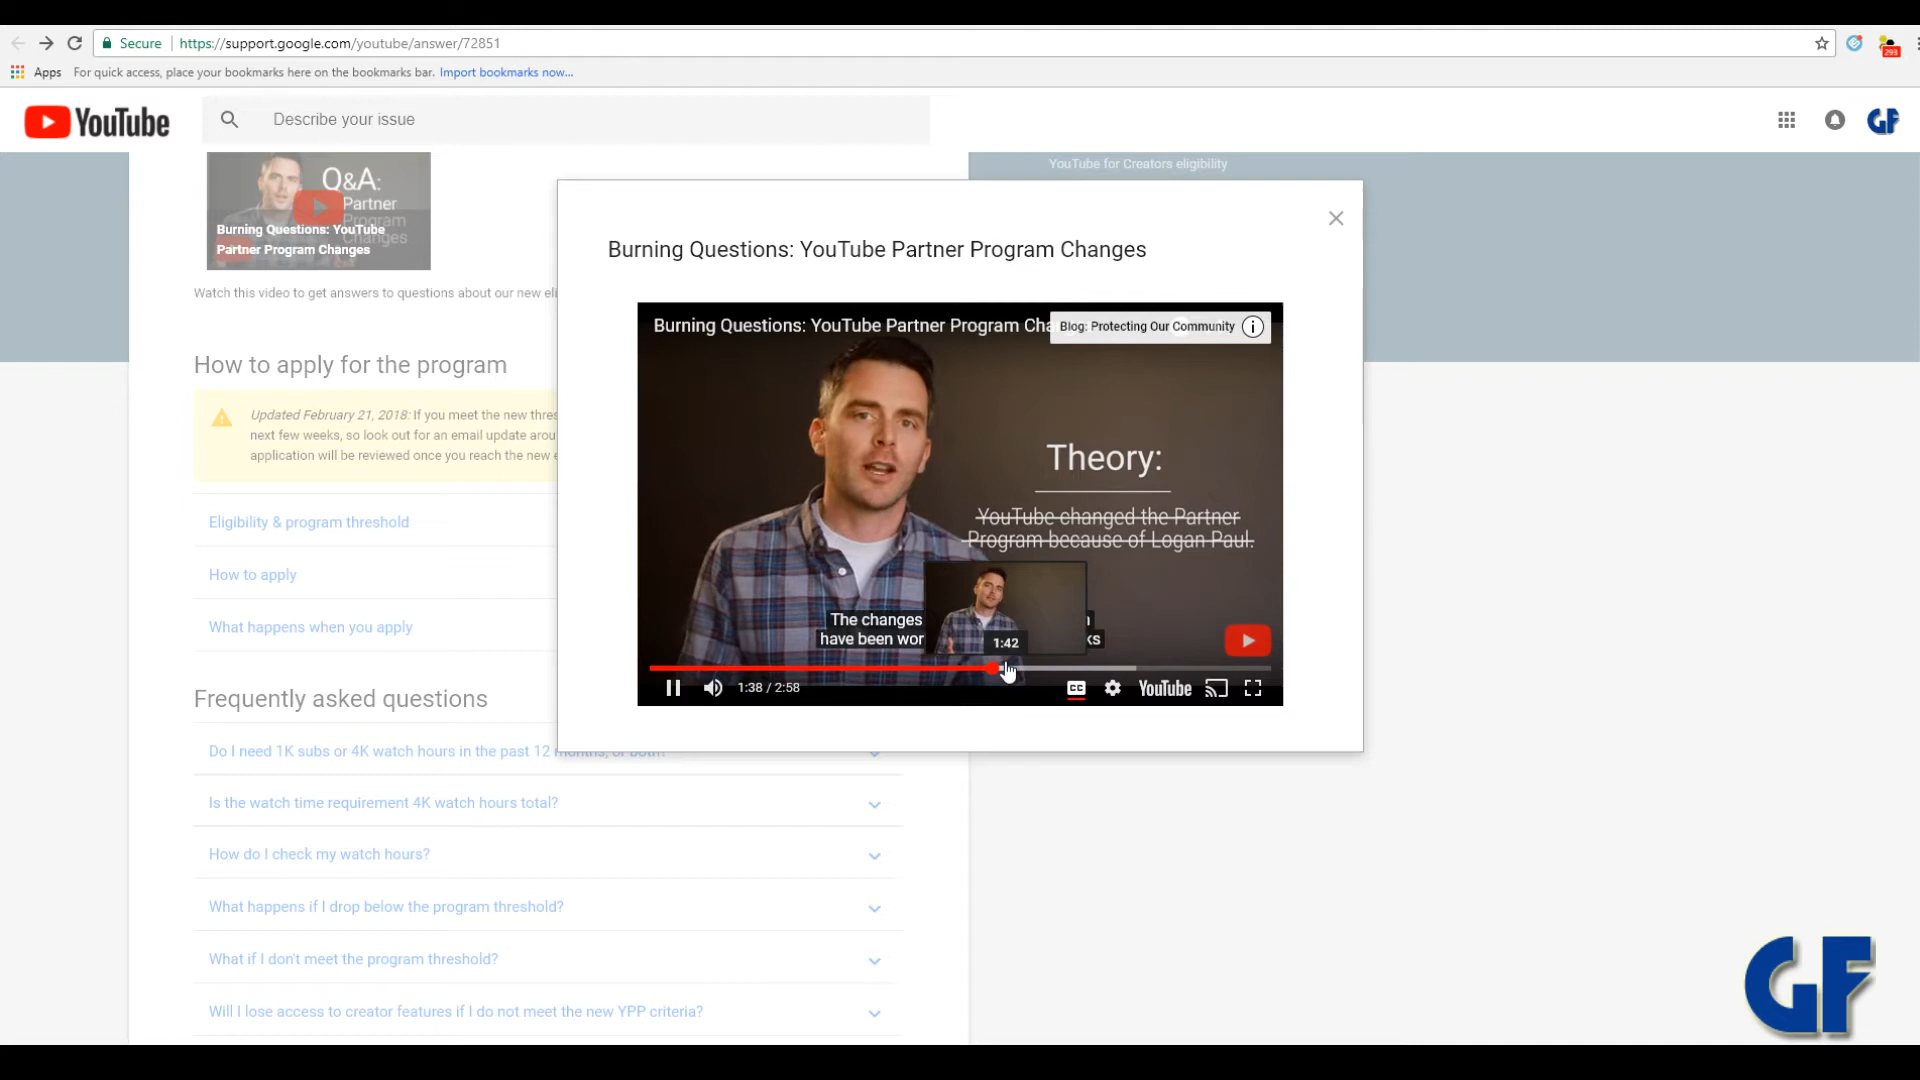 Secure https://support.google.com/youtube/answer/72851
293
Apps For quick access, place your bookmarks here on the bookmarks bar. Import bookmarks now...
YouTube
Describe your issue
GF
YouTube for Creators eligibility
Q&A:
Partner
Program
Changes
Burning Questions: YouTube
Partner Program Changes
Watch this video to get answers to questions about our new eli
How to apply for the program
Updated February 21, 2018: If you meet the new thres
next few weeks, so look out for an email update arou
application will be reviewed once you reach the new e
Eligibility & program threshold
How to apply
What happens when you apply
Frequently asked questions
Do I need 1K subs or 4K watch hours in the past 12 months, or both?
Is the watch time requirement 4K watch hours total?
How do I check my watch hours?
What happens if I drop below the program threshold?
What if I don't meet the program threshold?
Will I lose access to creator features if I do not meet the new YPP criteria?
Burning Questions: YouTube Partner Program Changes
Burning Questions: YouTube Partner Program Cha
Blog: Protecting Our Community
Theory:
YouTube changed the Partner
Program because of Logan Paul.
The changes
have been wor
ks
1:42
1:38 / 2:58
CC
YouTube
GF